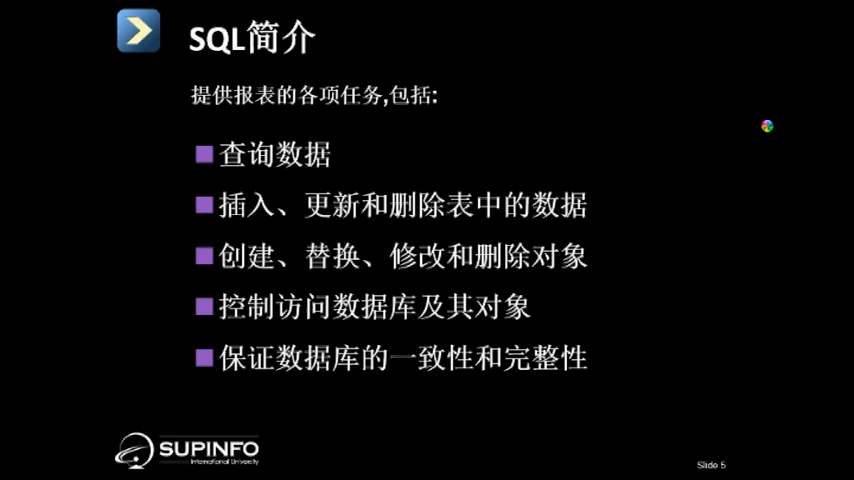 SQL简介
提供报表的各项任务,包括:
查询数据
插入、更新和删除表中的数据
创建、替换、修改和删除对象
控制访问数据库及其对象
保证数据库的一致性和完整性
SUPINFO
International University
Slide 5